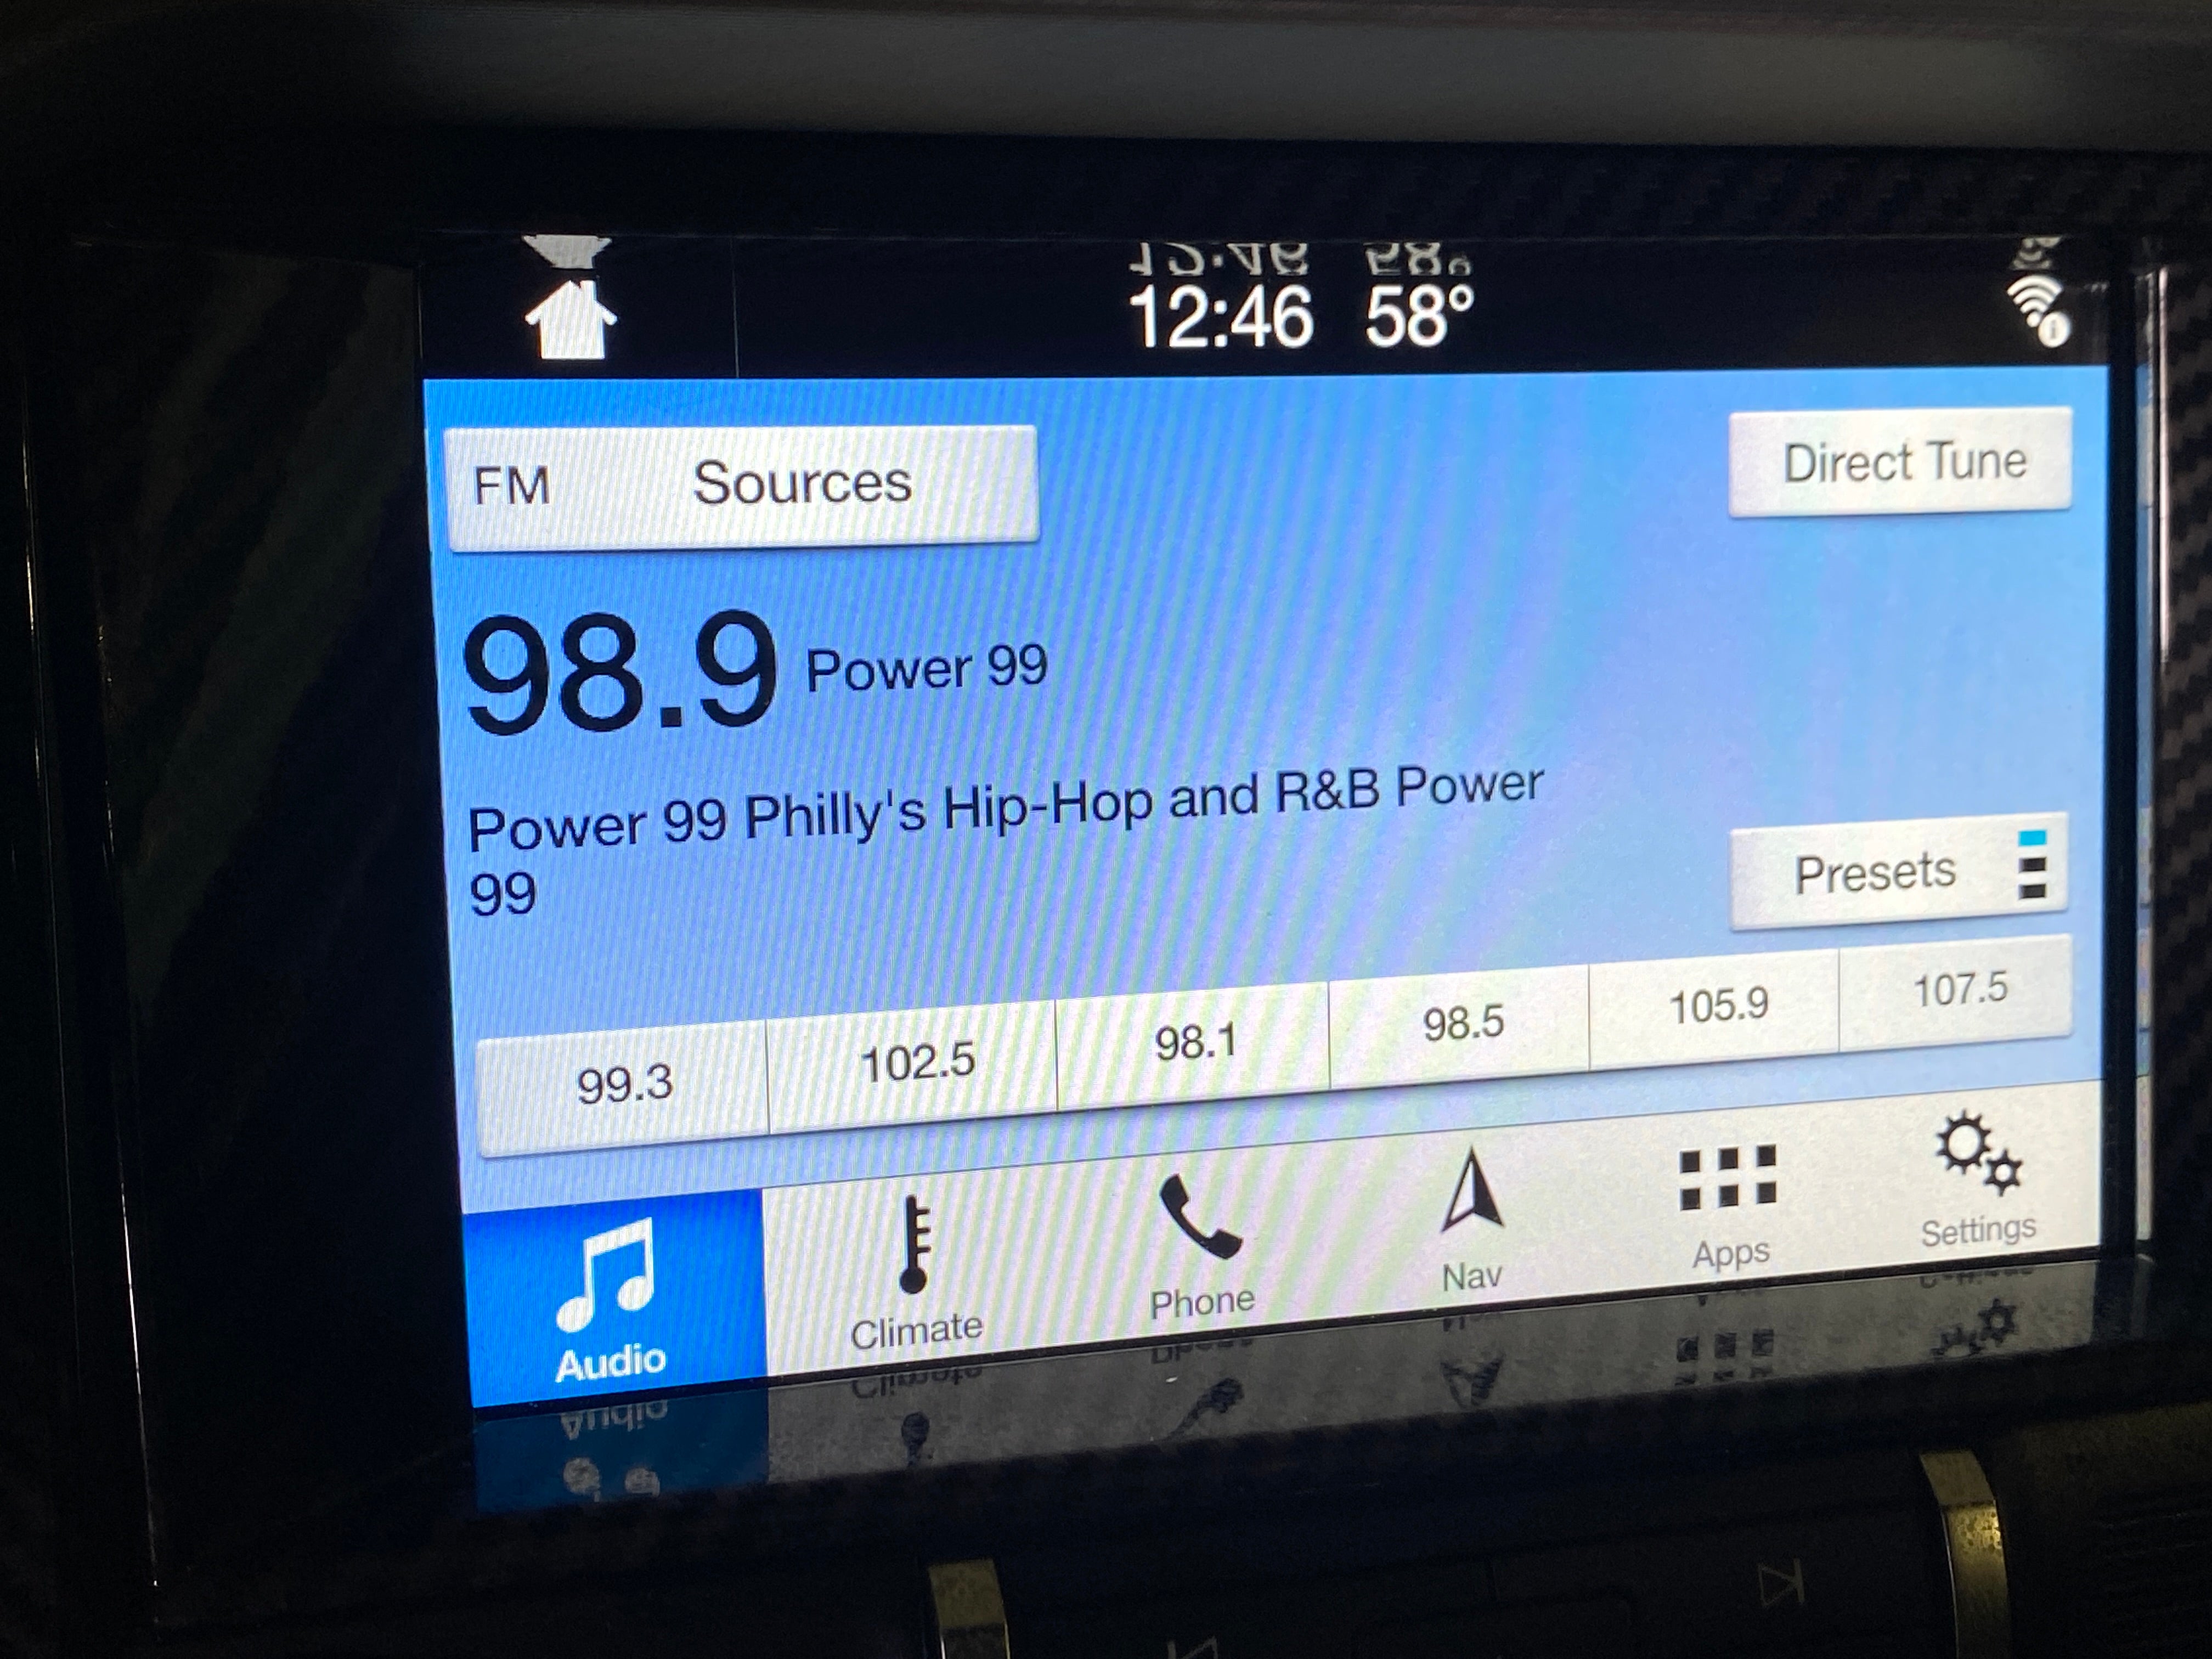 12:46 58°
FM Sources
Direct Tune
98.9 Power 99
Power 99 Philly's Hip-Hop and R&B Power
99
Presets
99.3 102.5 98.1 98.5 105.9 107.5
Audio Climate Phone Nav Apps Settings